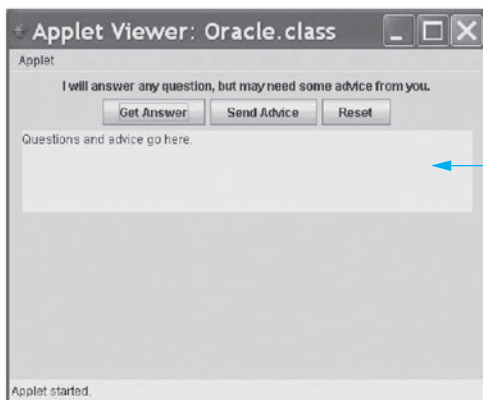 Applet Viewer: Oracle.class
Applet
I will answer any question, but may need some advice from you.
Get Answer Send Advice Reset
Questions and advice go here.
Applet started.